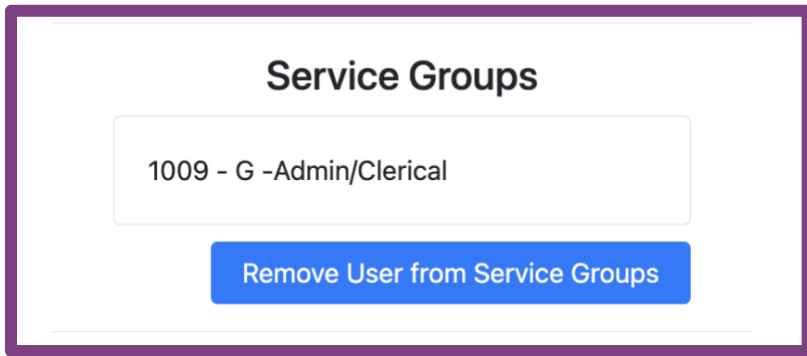 Service Groups
1009 - G -Admin/Clerical
Remove User from Service Groups